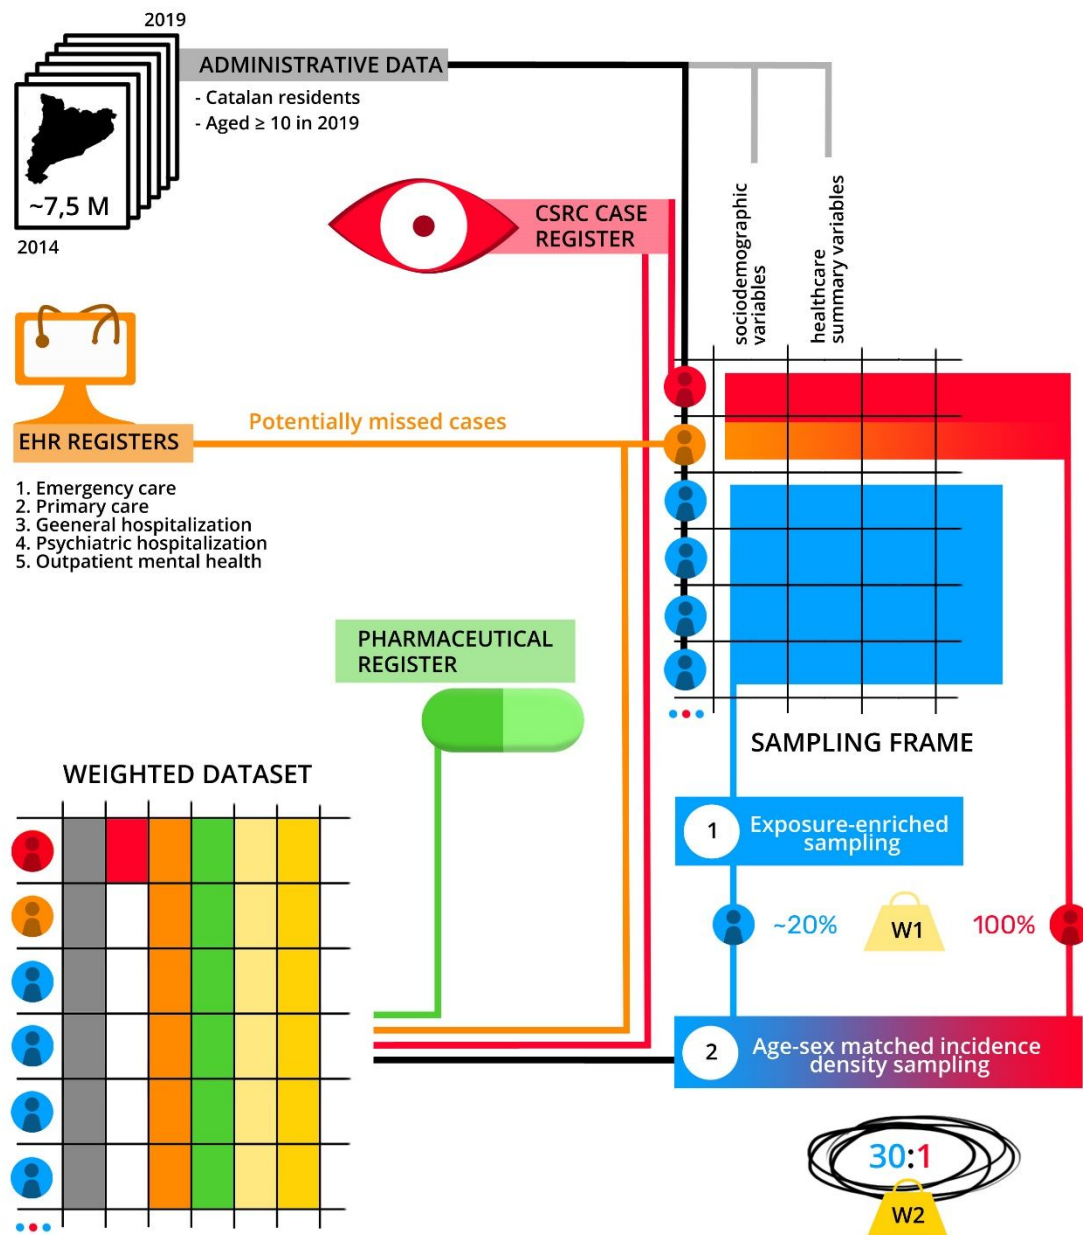 2019
ADMINISTRATIVE DATA
- Catalan residents
- Aged ≥ 10 in 2019
~7,5 M
2014
CSRC CASE
REGISTER
sociodemographic
variables
healthcare
summary variables
EHR REGISTERS
Potentially missed cases
1. Emergency care
2. Primary care
3. Geeneral hospitalization
4. Psychiatric hospitalization
5. Outpatient mental health
PHARMACEUTICAL
REGISTER
SAMPLING FRAME
WEIGHTED DATASET
1
Exposure-enriched
sampling
~20%
W1
100%
2
Age-sex matched incidence
density sampling
30:1
W2